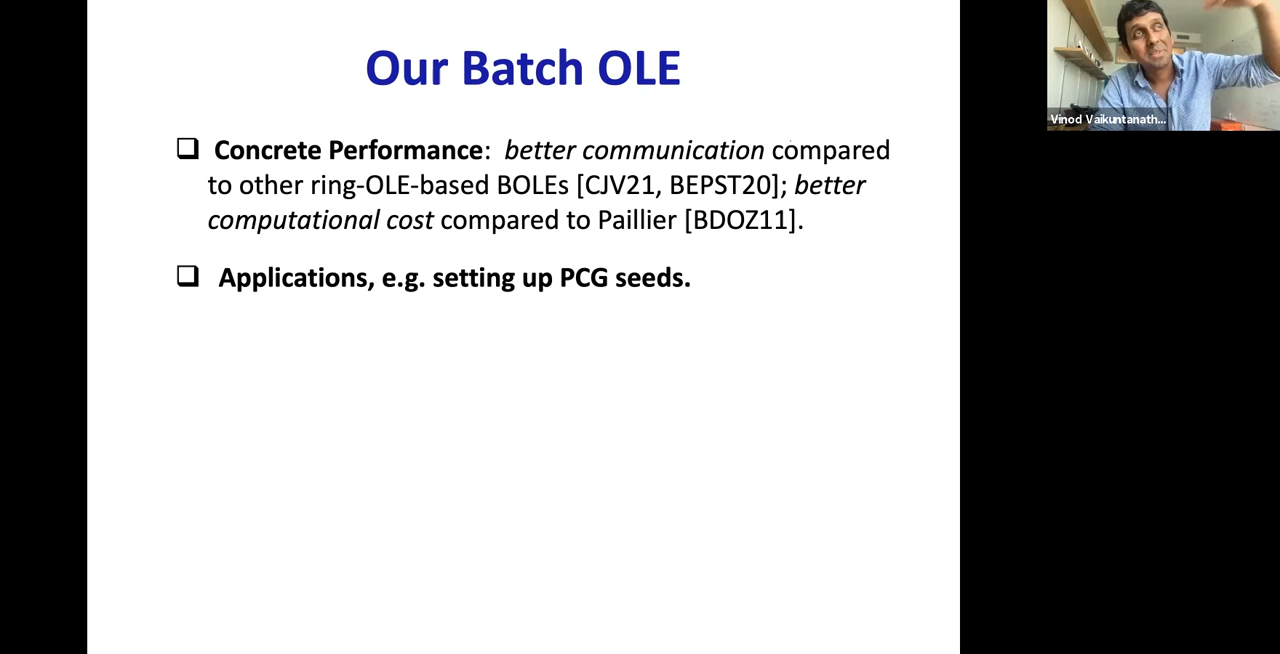 Our Batch OLE
❑ Concrete Performance: better communication compared
to other ring-OLE-based BOLEs [CJV21, BEPST20]; better
computational cost compared to Paillier [BDOZ11].
❑ Applications, e.g. setting up PCG seeds.
Vinod Vaikuntanath...